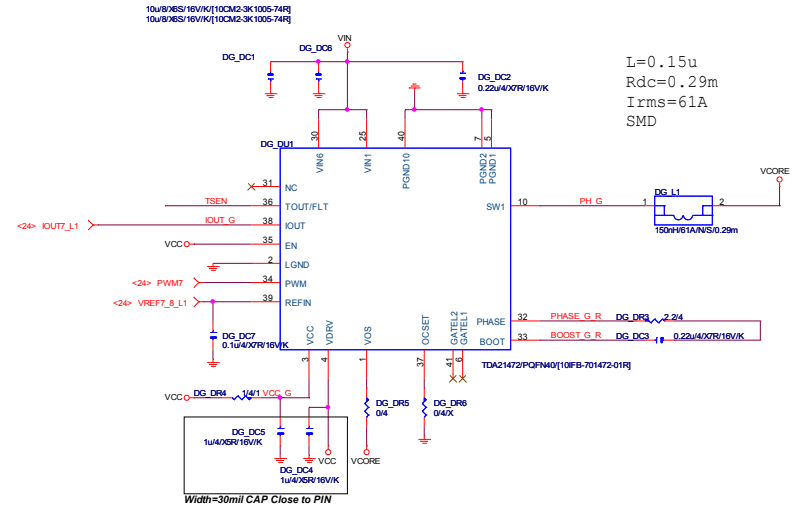 10u/8/X6S/16V/K/[10CM2-3K1005-74R]
10u/8/X6S/16V/K/[10CM2-3K1005-74R]
VIN
DG_DC1
DG_DC6
DG_DC2
0.22u/4/X7R/16V/K
L=0.15u
Rdc=0.29m
Irms=61A
SMD
DG_DU1
30
25
40
7
5
VIN6
VIN1
PGND10
PGND2
PGND1
31
NC
TSEN
36
TOUT/FLT
<24> IOUT7_L1
IOUT_G
38
IOUT
VCC
35
EN
2
LGND
<24> PWM7
34
PWM
<24> VREF7_8_L1
39
REFIN
DG_DC7
0.1u/4/X7R/16V/K
SW1
10
PH_G
1
DG_L1
2
150nH/61A/N/S/0.29m
VCORE
PHASE
32
PHASE_G_R
DG_DR3
2.2/4
BOOT
33
BOOST_G_R
DG_DC3
0.22u/4/X7R/16V/K
VCC
VDRV
VOS
OCSET
GATEL2
GATEL1
3
4
1
37
41
6
TDA21472/PQFN40/[10IFB-701472-01R]
VCC
DG_DR4
1/4/1
VCC_G
DG_DR5
0/4
DG_DR6
0/4/X
DG_DC5
1u/4/X5R/16V/K
VCC
VCORE
DG_DC4
1u/4/X5R/16V/K
Width=30mil CAP Close to PIN